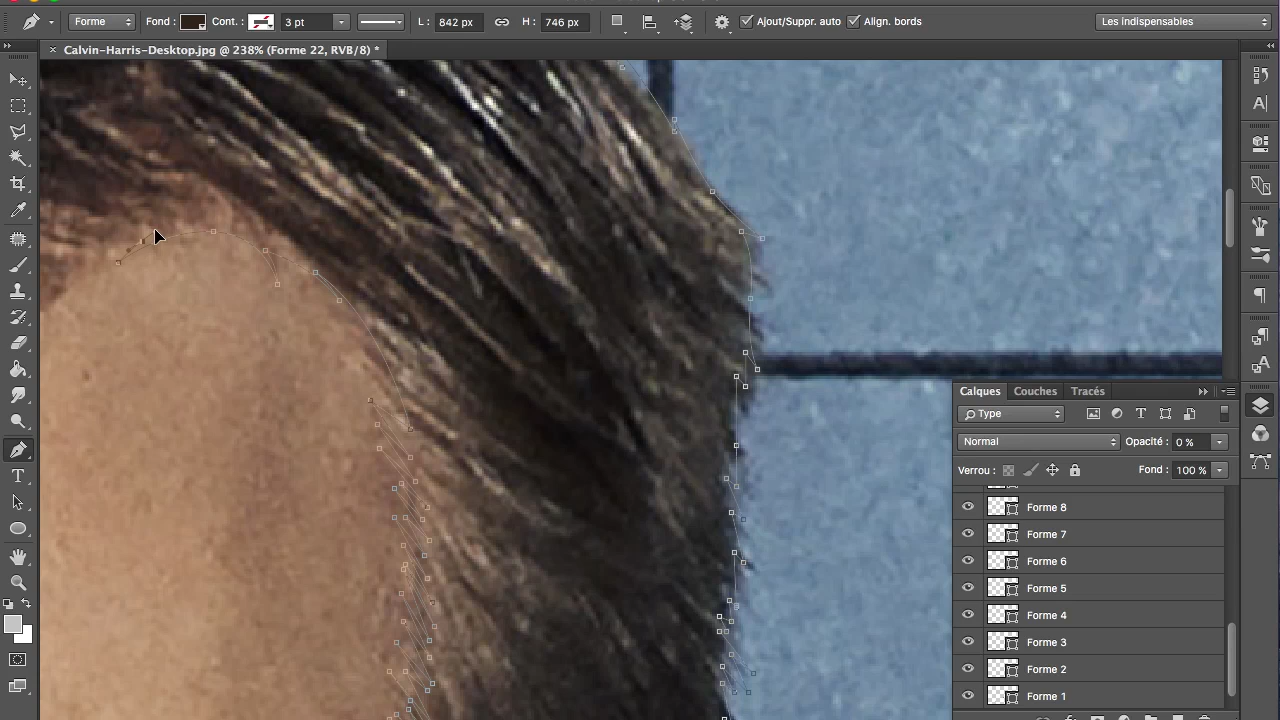 Forme Fond : Cont. : 3 pt L : 842 px H : 746 px Ajout/Suppr. auto Align. bords Les indispensables
× Calvin-Harris-Desktop.jpg @ 238% (Forme 22, RVB/8) *
Calques Couches Tracés
Type
Normal Opacité : 0 %
Verrou : Fond : 100 %
Forme 8
Forme 7
Forme 6
Forme 5
Forme 4
Forme 3
Forme 2
Forme 1